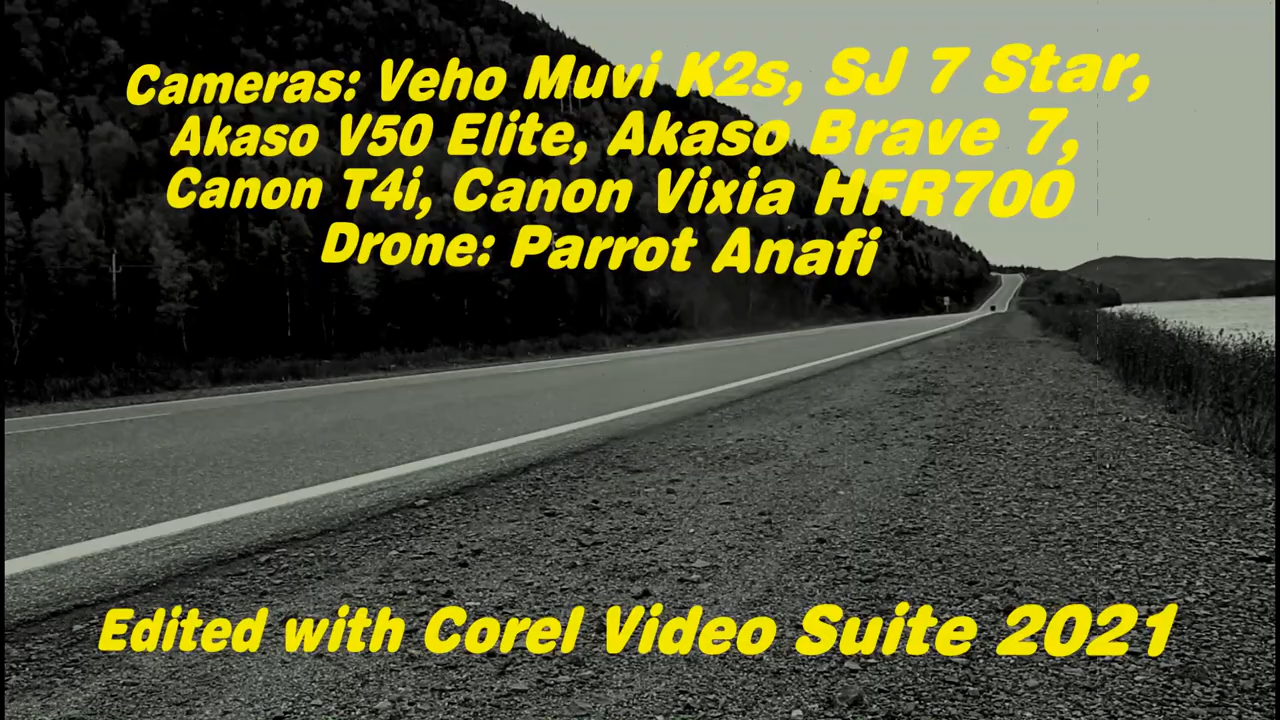 Cameras: Veho Muvi K2s, SJ 7 Star,
Akaso V50 Elite, Akaso Brave 7,
Canon T4i, Canon Vixia HFR700
Drone: Parrot Anafi
Edited with Corel Video Suite 2021